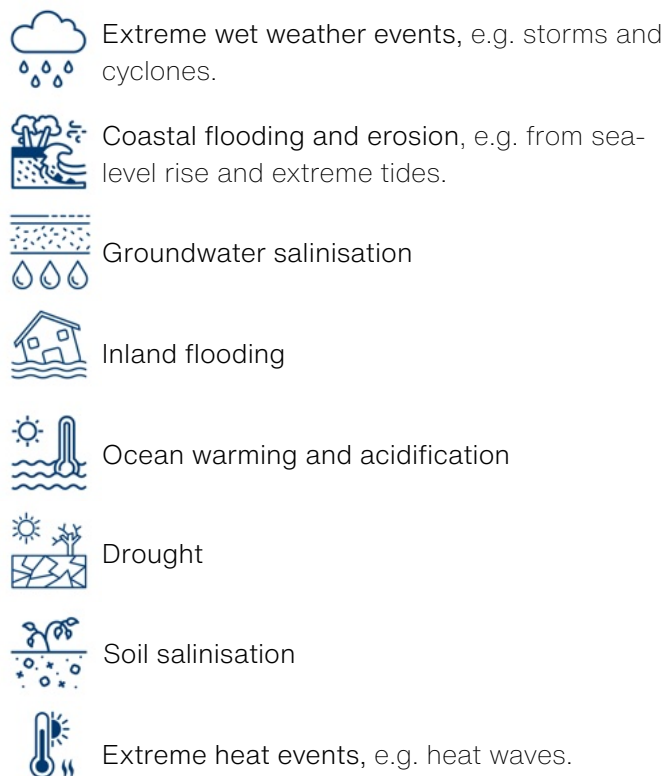 Extreme wet weather events, e.g. storms and
cyclones.
Coastal flooding and erosion, e.g. from sea-
level rise and extreme tides.
Groundwater salinisation
Inland flooding
Ocean warming and acidification
Drought
Soil salinisation
Extreme heat events, e.g. heat waves.